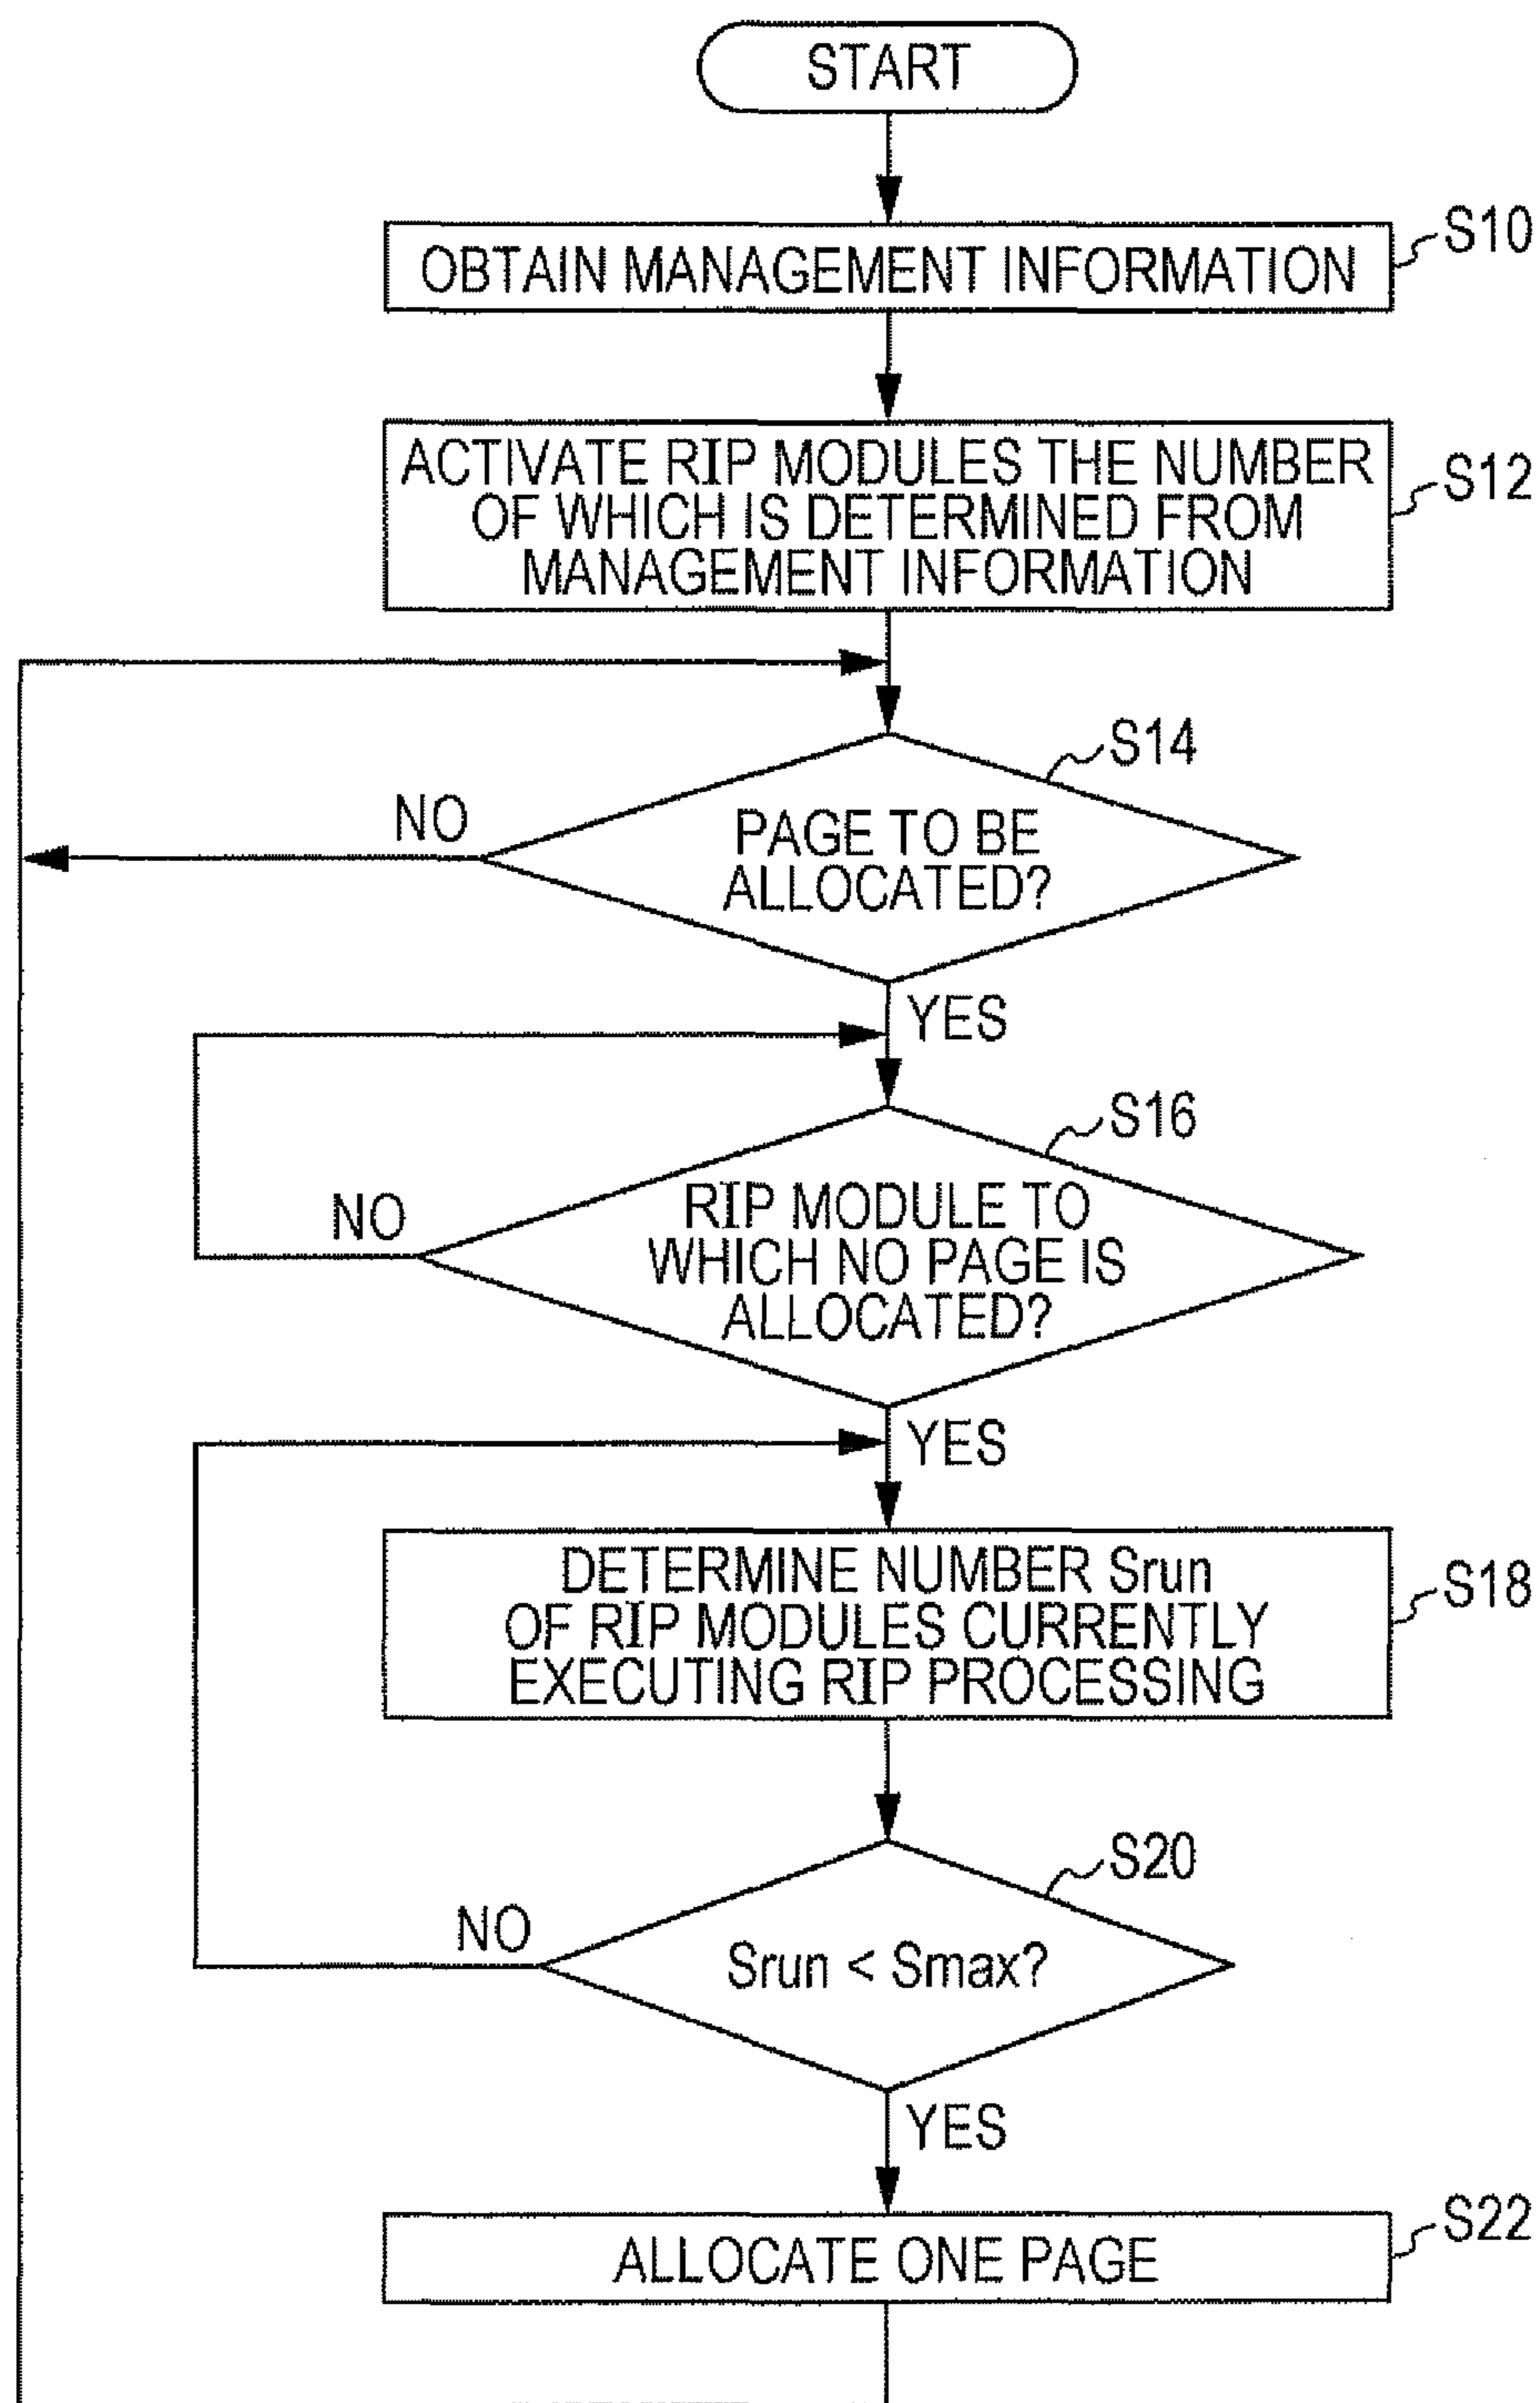 START
S10
OBTAIN MANAGEMENT INFORMATION
S12
ACTIVATE RIP MODULES THE NUMBER
OF WHICH IS DETERMINED FROM
MANAGEMENT INFORMATION
S14
NO
PAGE TO BE
ALLOCATED?
YES
S16
NO
RIP MODULE TO
WHICH NO PAGE IS
ALLOCATED?
YES
S18
DETERMINE NUMBER Srun
OF RIP MODULES CURRENTLY
EXECUTING RIP PROCESSING
S20
NO
Srun < Smax?
YES
S22
ALLOCATE ONE PAGE